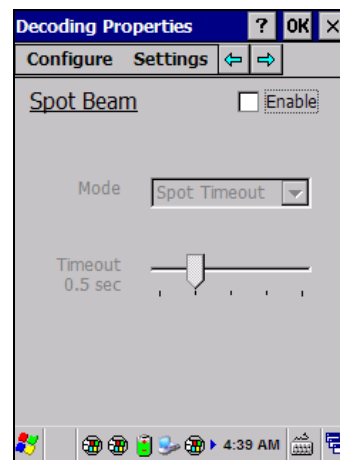 Decoding Properties ? OK ×
Configure Settings
Spot Beam Enable
Mode Spot Timeout
Timeout
0.5 sec
4:39 AM